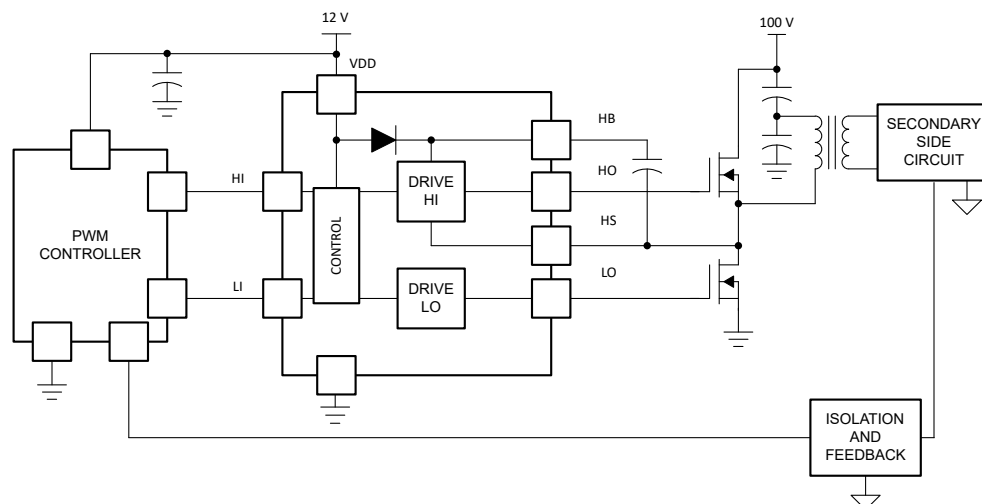 12 V
100 V
VDD
HB
SECONDARY
SIDE
CIRCUIT
HI
DRIVE
HI
HO
PWM
CONTROLLER
CONTROL
HS
LI
DRIVE
LO
LO
ISOLATION
AND
FEEDBACK